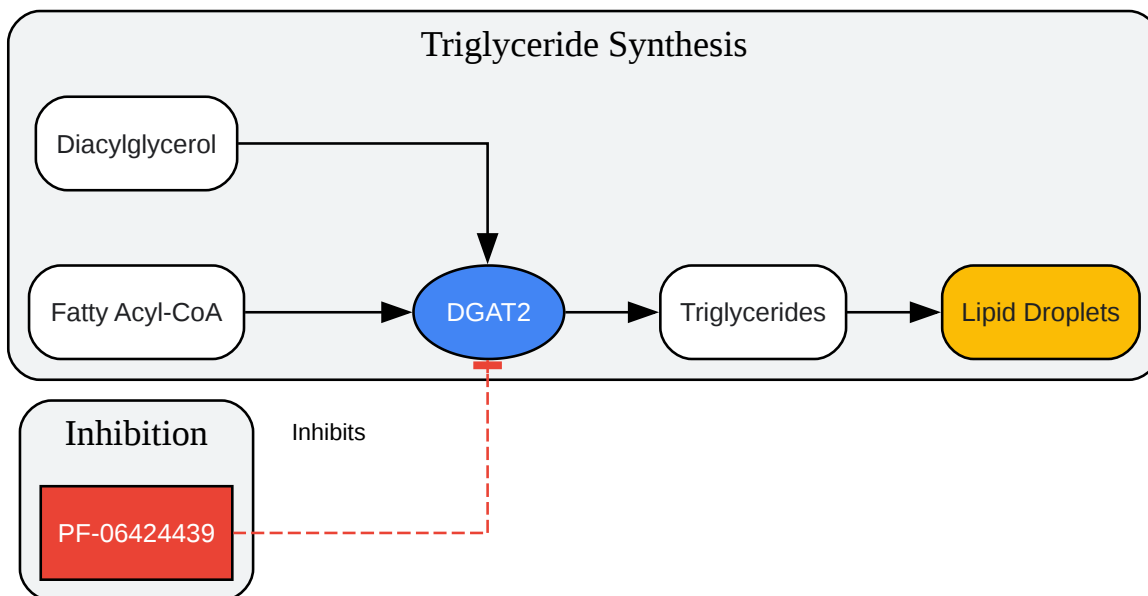 Triglyceride Synthesis
Diacylglycerol
Fatty Acyl-CoA
DGAT2
Triglycerides
Lipid Droplets
Inhibition
Inhibits
PF-06424439